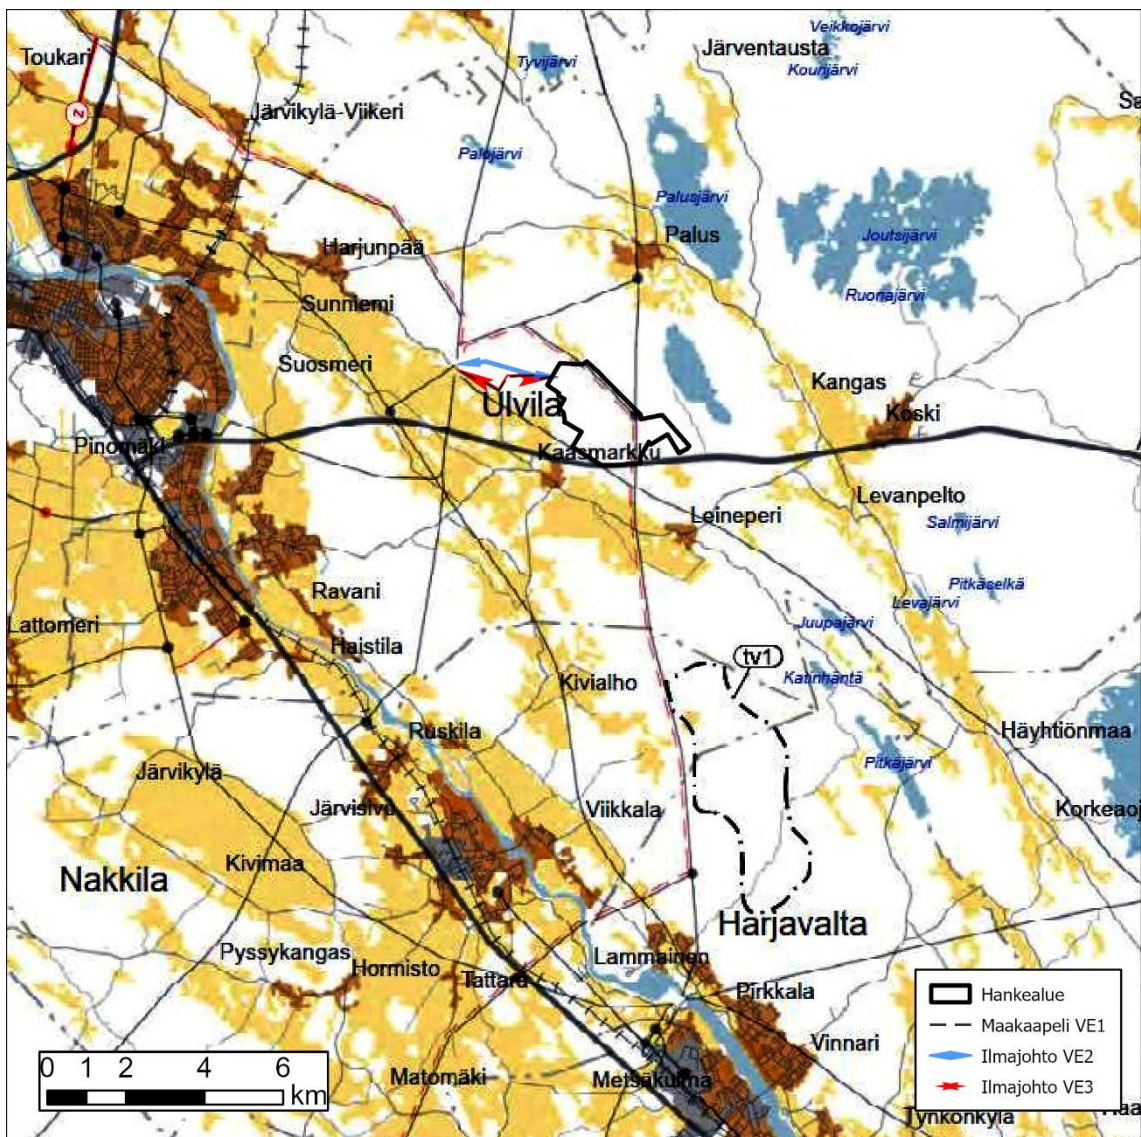 Veikkojärvi
Toukari
Järventausta
Tyvijärvi
Kounjärvi
Sa
2
Järvikylä-Viikeri
Palojärvi
Palusjärvi
Palus
Joutsijärvi
Harjunpää
Ruonajärvi
Sunniemi
Suosmeri
Kangas
Ulvila
Koski
Pinomäki
Kaasmarkku
Levanpelto
Leineperi
Salmijärvi
Pitkäselkä
Ravani
Levajärvi
Lattomeri
Juupajärvi
Haistila
tv1
Kivialho
Katinhäntä
Ruskila
Häyhtiönmaa
Järvikylä
Pitkäjärvi
Järvisivu
Viikkala
Korkeaoj
Kivimaa
Nakkila
Harjavalta
Pyssykangas
Lammainen
Hormisto
Tattara
Pirkkala
Hankealue
Maakaapeli VE1
Vinnari
Ilmajohto VE2
0 1 2 4 6
km
Matomäki
Metsäkulma
Ilmajohto VE3
Tynkönkylä